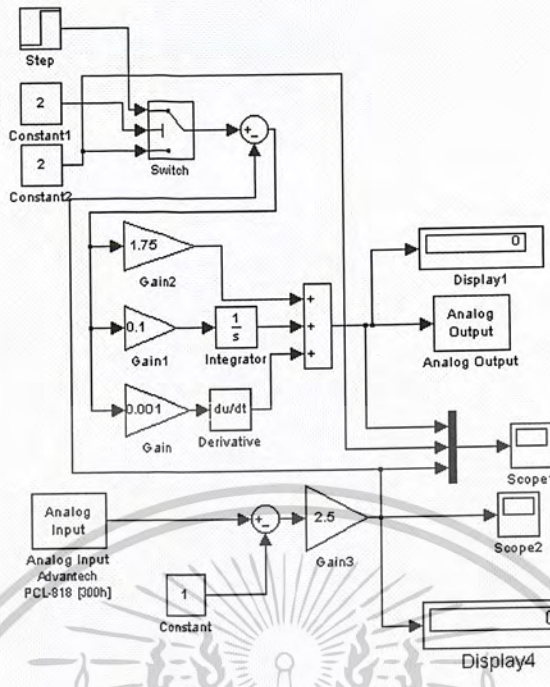 Step
2
Constant1
2
Constant2
Switch
+
−
1.75
Gain2
0.1
Gain1
1
s
Integrator
0.001
Gain
du/dt
Derivative
+
+
+
0
Display1
Analog
Output
Analog Output
Scope1
Analog
Input
Analog Input
Advantech
PCL-818 [300h]
+
−
1
Constant
2.5
Gain3
Scope2
Display4